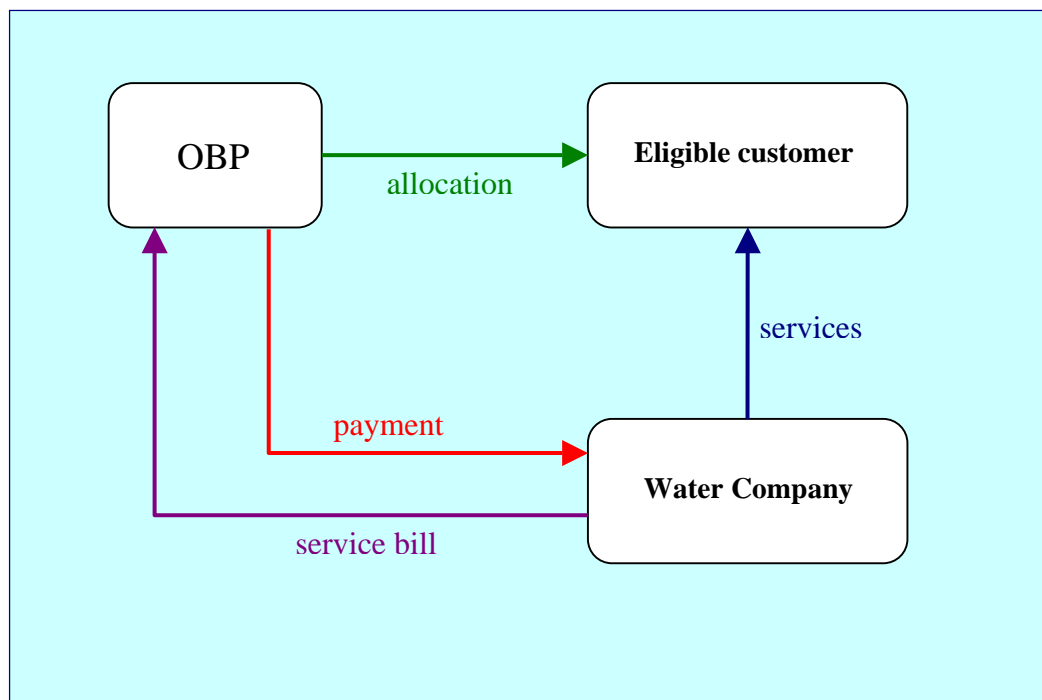 OBP
Eligible customer
allocation
services
payment
Water Company
service bill